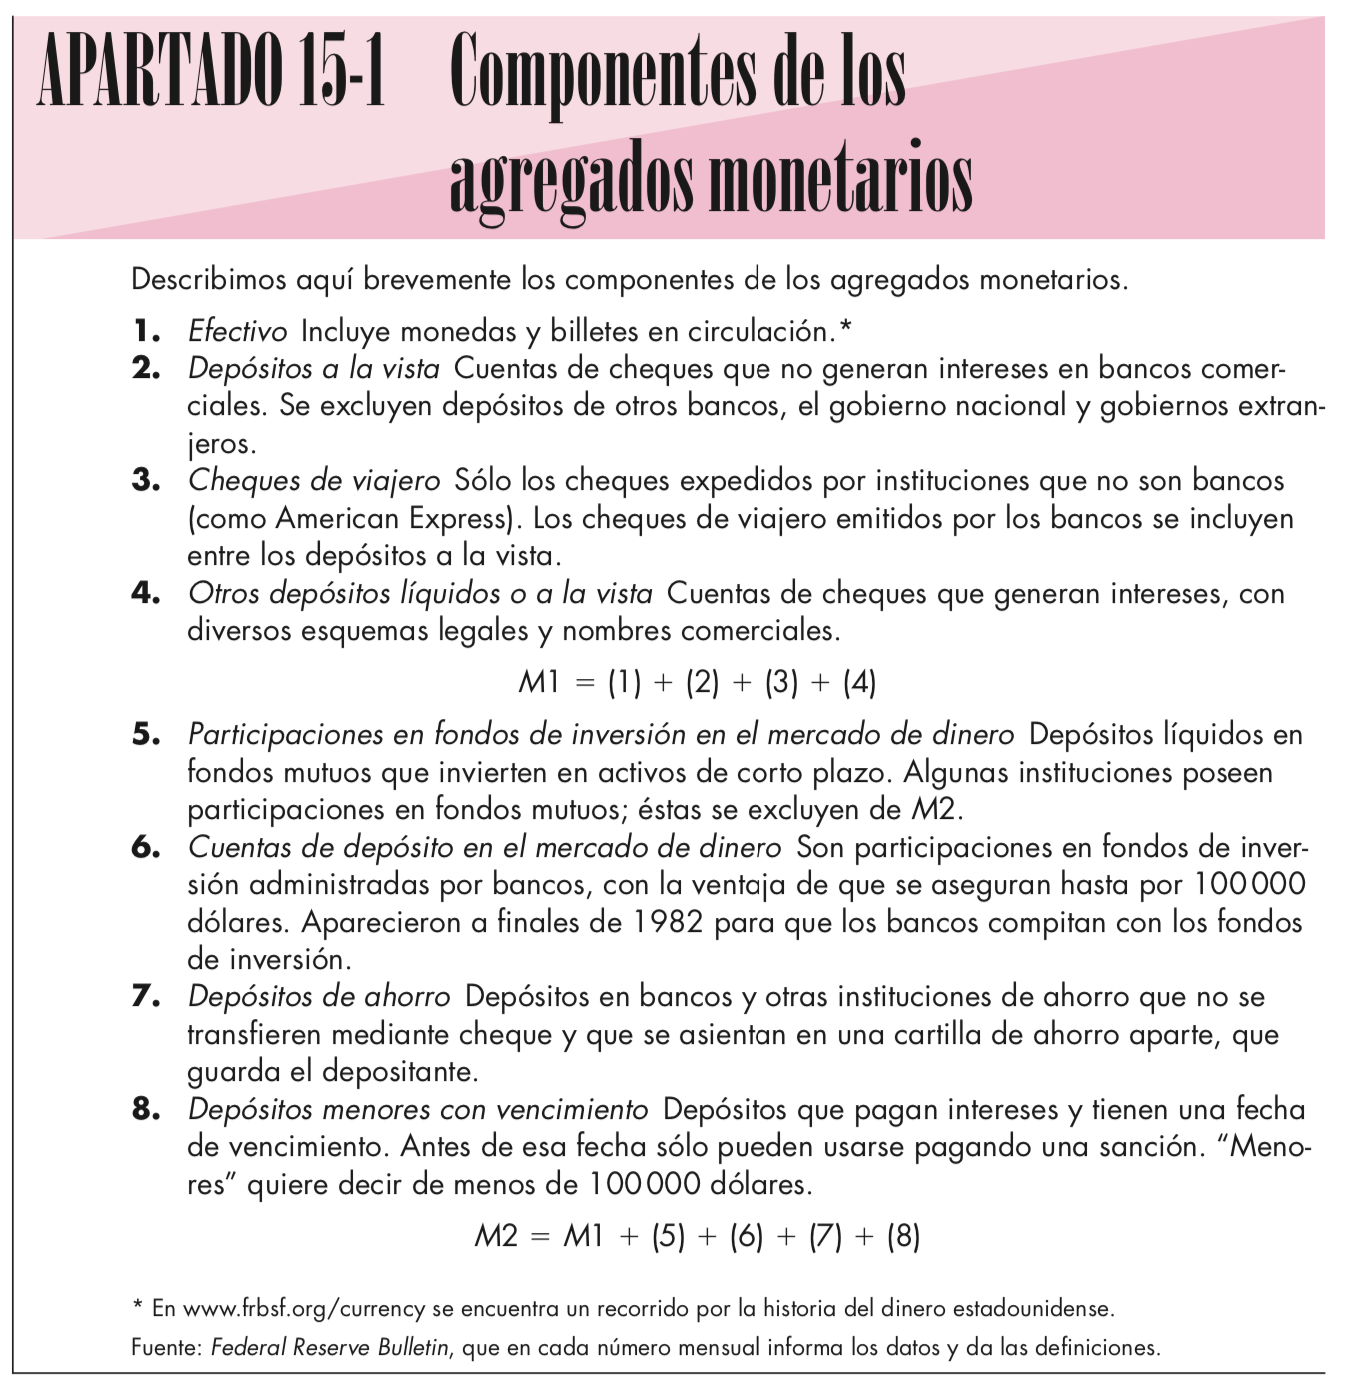 APARTADO 15-1 Componentes de los
agregados monetarios
Describimos aquí brevemente los componentes de los agregados monetarios.
1. Efectivo Incluye monedas y billetes en circulación.*
2. Depósitos a la vista Cuentas de cheques que no generan intereses en bancos comer-
ciales. Se excluyen depósitos de otros bancos, el gobierno nacional y gobiernos extran-
jeros.
3. Cheques de viajero Sólo los cheques expedidos por instituciones que no son bancos
(como American Express). Los cheques de viajero emitidos por los bancos se incluyen
entre los depósitos a la vista.
4. Otros depósitos líquidos o a la vista Cuentas de cheques que generan intereses, con
diversos esquemas legales y nombres comerciales.
M1 = (1) + (2) + (3) + (4)
5. Participaciones en fondos de inversión en el mercado de dinero Depósitos líquidos en
fondos mutuos que invierten en activos de corto plazo. Algunas instituciones poseen
participaciones en fondos mutuos; éstas se excluyen de M2.
6. Cuentas de depósito en el mercado de dinero Son participaciones en fondos de inver-
sión administradas por bancos, con la ventaja de que se aseguran hasta por 100 000
dólares. Aparecieron a finales de 1982 para que los bancos compitan con los fondos
de inversión.
7. Depósitos de ahorro Depósitos en bancos y otras instituciones de ahorro que no se
transfieren mediante cheque y que se asientan en una cartilla de ahorro aparte, que
guarda el depositante.
8. Depósitos menores con vencimiento Depósitos que pagan intereses y tienen una fecha
de vencimiento. Antes de esa fecha sólo pueden usarse pagando una sanción. “Meno-
res” quiere decir de menos de 100 000 dólares.
M2 = M1 + (5) + (6) + (7) + (8)
* En www.frbsf.org/currency se encuentra un recorrido por la historia del dinero estadounidense.
Fuente: Federal Reserve Bulletin, que en cada número mensual informa los datos y da las definiciones.